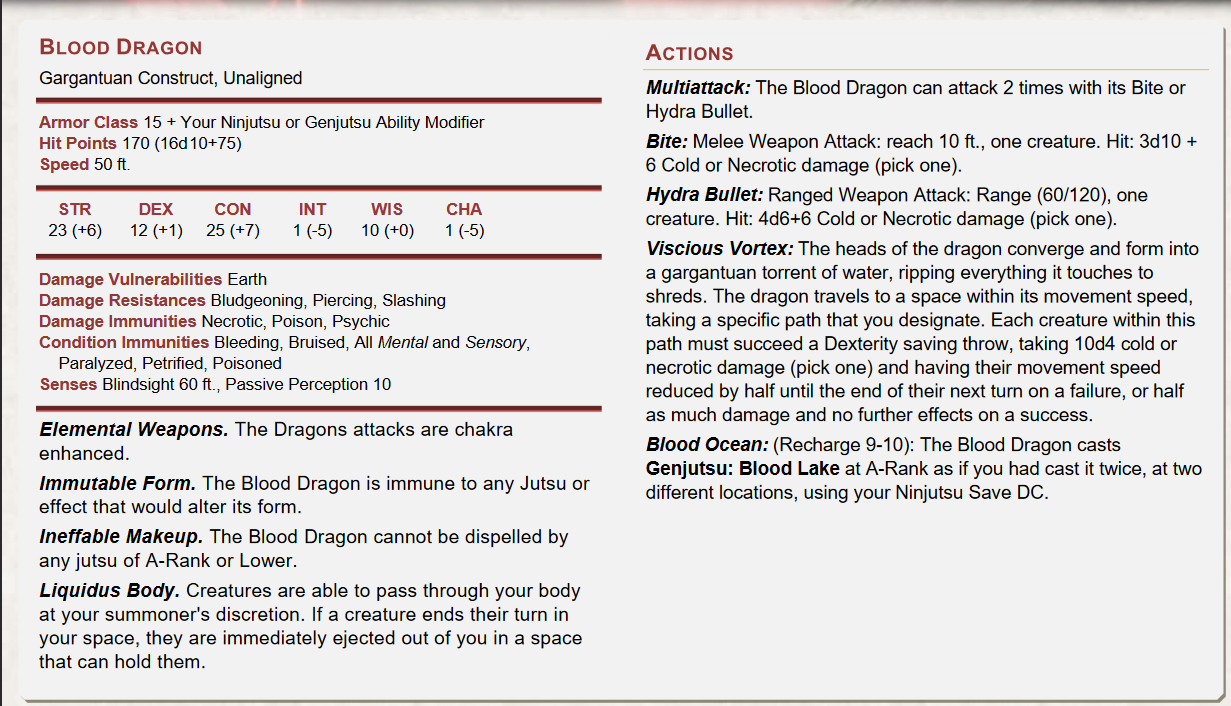 BLOOD DRAGON
Gargantuan Construct, Unaligned
Armor Class 15 + Your Ninjutsu or Genjutsu Ability Modifier
Hit Points 170 (16d10+75)
Speed 50 ft.
STR DEX CON INT WIS CHA
23 (+6) 12 (+1) 25 (+7) 1 (-5) 10 (+0) 1 (-5)
Damage Vulnerabilities Earth
Damage Resistances Bludgeoning, Piercing, Slashing
Damage Immunities Necrotic, Poison, Psychic
Condition Immunities Bleeding, Bruised, All Mental and Sensory,
Paralyzed, Petrified, Poisoned
Senses Blindsight 60 ft., Passive Perception 10
Elemental Weapons. The Dragons attacks are chakra
enhanced.
Immutable Form. The Blood Dragon is immune to any Jutsu or
effect that would alter its form.
Ineffable Makeup. The Blood Dragon cannot be dispelled by
any jutsu of A-Rank or Lower.
Liquidus Body. Creatures are able to pass through your body
at your summoner's discretion. If a creature ends their turn in
your space, they are immediately ejected out of you in a space
that can hold them.
ACTIONS
Multiattack: The Blood Dragon can attack 2 times with its Bite or
Hydra Bullet.
Bite: Melee Weapon Attack: reach 10 ft., one creature. Hit: 3d10 +
6 Cold or Necrotic damage (pick one).
Hydra Bullet: Ranged Weapon Attack: Range (60/120), one
creature. Hit: 4d6+6 Cold or Necrotic damage (pick one).
Viscious Vortex: The heads of the dragon converge and form into
a gargantuan torrent of water, ripping everything it touches to
shreds. The dragon travels to a space within its movement speed,
taking a specific path that you designate. Each creature within this
path must succeed a Dexterity saving throw, taking 10d4 cold or
necrotic damage (pick one) and having their movement speed
reduced by half until the end of their next turn on a failure, or half
as much damage and no further effects on a success.
Blood Ocean: (Recharge 9-10): The Blood Dragon casts
Genjutsu: Blood Lake at A-Rank as if you had cast it twice, at two
different locations, using your Ninjutsu Save DC.